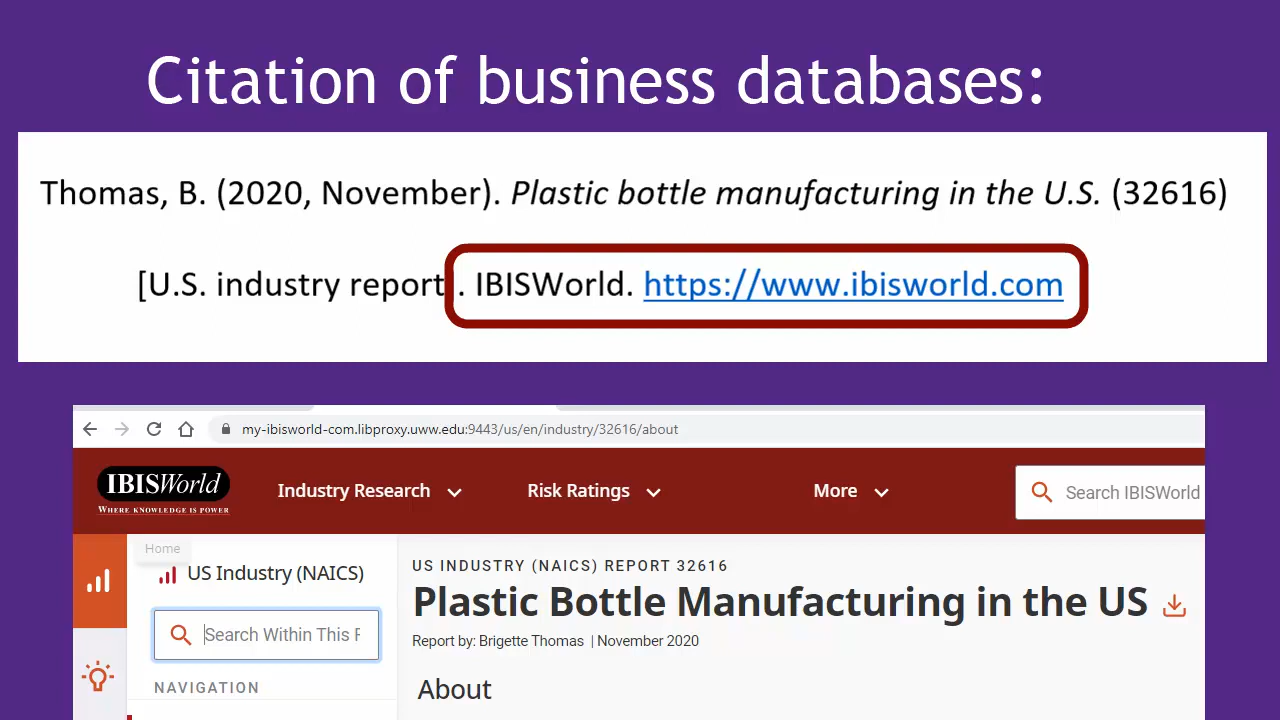 Citation of business databases:
Thomas, B. (2020, November). Plastic bottle manufacturing in the U.S. (32616)
[U.S. industry report]. IBISWorld. https://www.ibisworld.com
my-ibisworld-com.libproxy.uww.edu:9443/us/en/industry/32616/about
IBISWorld
WHERE KNOWLEDGE IS POWER
Industry Research
Risk Ratings
More
Search IBISWorld
Home
US Industry (NAICS)
Search Within This F
NAVIGATION
US INDUSTRY (NAICS) REPORT 32616
Plastic Bottle Manufacturing in the US
Report by: Brigette Thomas | November 2020
About